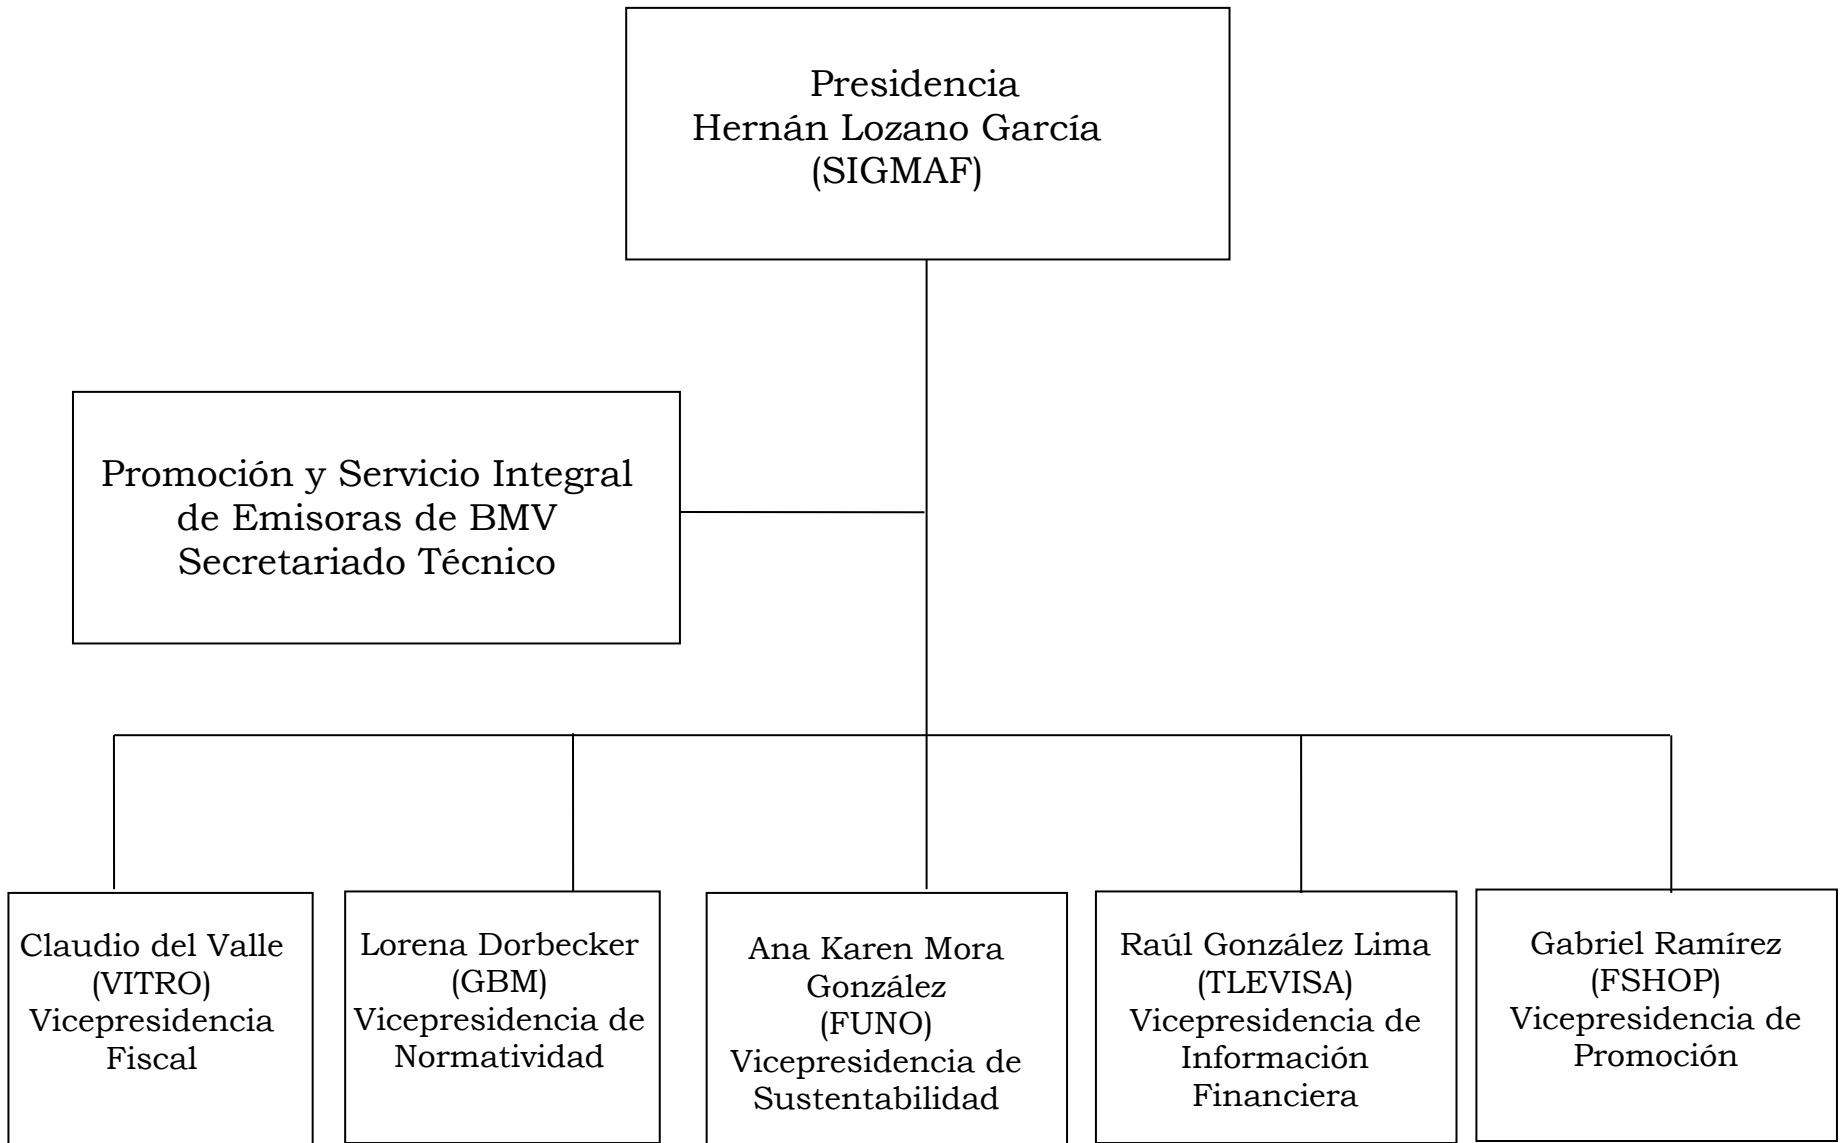 Presidencia
Hernán Lozano García
(SIGMAF)
Promoción y Servicio Integral
de Emisoras de BMV
Secretariado Técnico
Claudio del Valle
(VITRO)
Vicepresidencia
Fiscal
Lorena Dorbecker
(GBM)
Vicepresidencia de
Normatividad
Ana Karen Mora
González
(FUNO)
Vicepresidencia de
Sustentabilidad
Raúl González Lima
(TLEVISA)
Vicepresidencia de
Información
Financiera
Gabriel Ramírez
(FSHOP)
Vicepresidencia de
Promoción